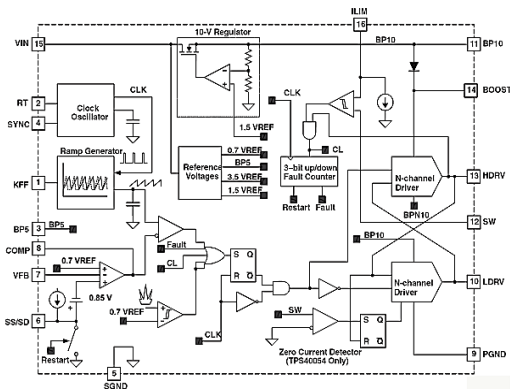 ILIM
16
10-V Regulator
VIN 15
BP10
11 BP10
CLK
RT 2
SYNC 4
Clock
Oscillator
CLK
14 BOOST
1.5 VREF
Ramp Generator
CL
KFF 1
Reference
Voltages
0.7 VREF
BP5
3.5 VREF
1.5 VREF
3-bit up/down
Fault Counter
Restart Fault
N-channel
Driver
13 HDRV
BPN10
12 SW
BP5 3 BP5
COMP 8
Fault
CL
S Q
R Q
BP10
0.7 VREF
VFB 7
N-channel
Driver
10 LDRV
0.85 V
SS/SD 6
0.7 VREF
CLK
SW
S Q
R Q
Zero Current Detector
(TPS40054 Only)
Restart
5
SGND
9 PGND